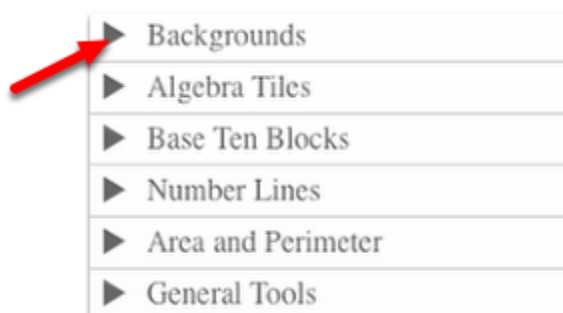 Backgrounds
Algebra Tiles
Base Ten Blocks
Number Lines
Area and Perimeter
General Tools